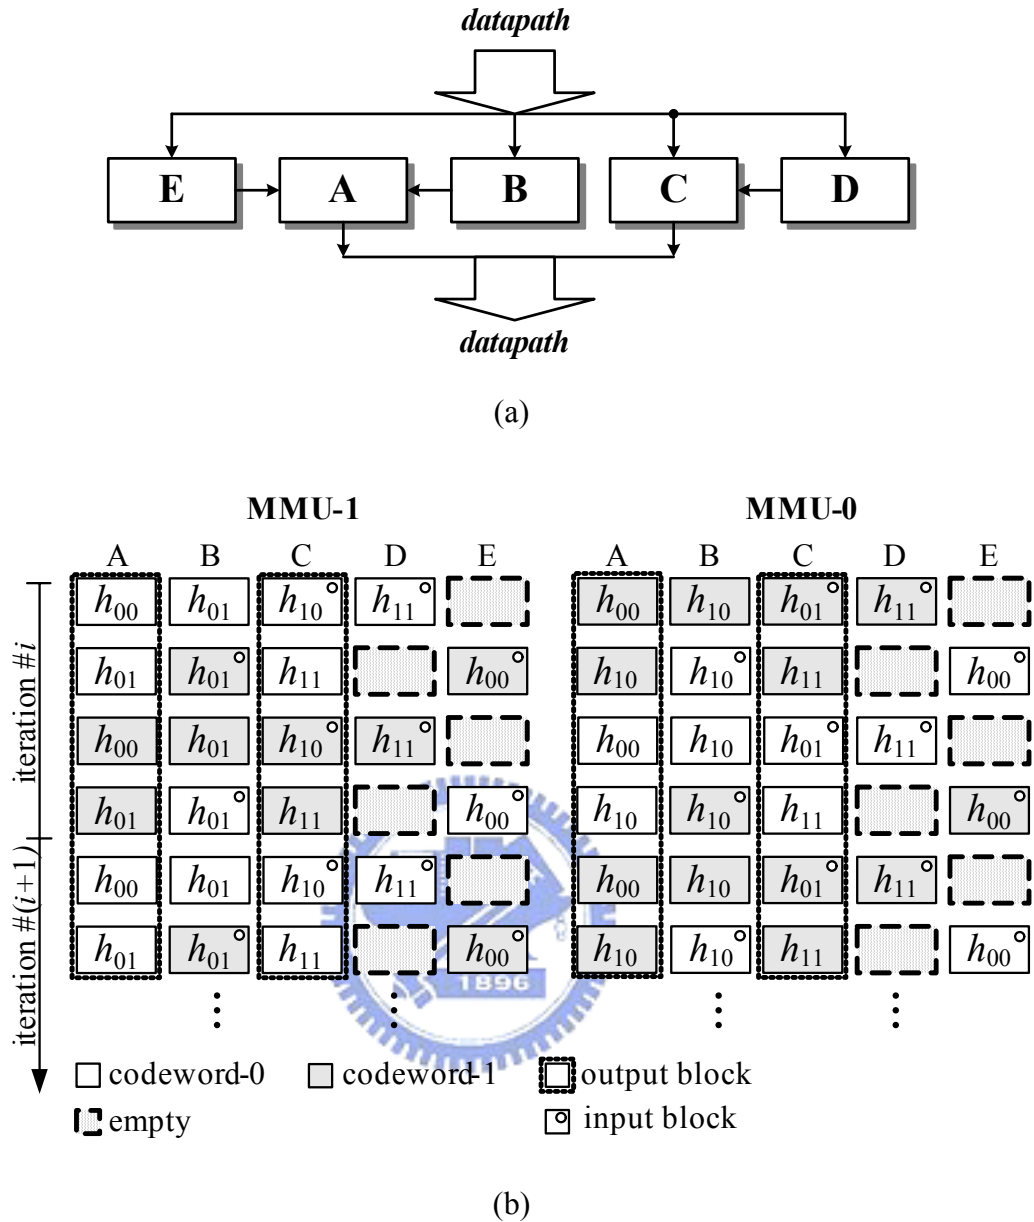 datapath
E A B C D
datapath
(a)
MMU-1 MMU-0
A B C D E A B C D E
iteration #i
h00 h01 h10 h11 h00 h10 h01 h11
h01 h01 h11 h00 h10 h10 h11 h00
h00 h01 h10 h11 h00 h10 h01 h11
h01 h01 h11 h00 h10 h10 h11 h00
iteration #(i+1)
h00 h01 h10 h11 h00 h10 h01 h11
h01 h01 h11 h00 h10 h10 h11 h00
1896
codeword-0 codeword-1 output block
empty input block
(b)